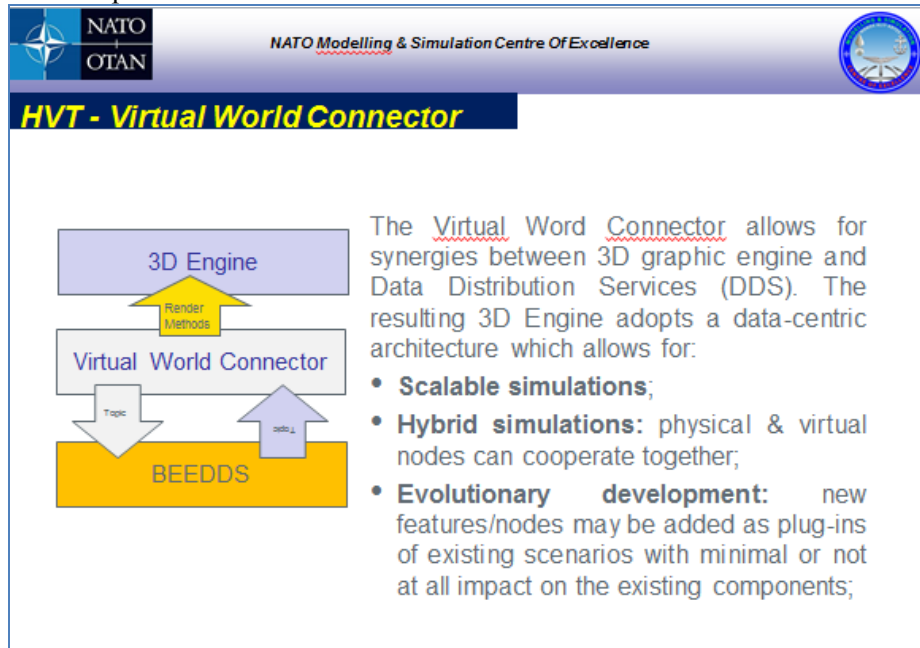 NATO
OTAN
NATO Modelling & Simulation Centre Of Excellence
HVT - Virtual World Connector
3D Engine
Render
Methods
Virtual World Connector
Topic
Topic
BEEDDS
The Virtual Word Connector allows for
synergies between 3D graphic engine and
Data Distribution Services (DDS). The
resulting 3D Engine adopts a data-centric
architecture which allows for:
• Scalable simulations;
• Hybrid simulations: physical & virtual
nodes can cooperate together;
• Evolutionary development: new
features/nodes may be added as plug-ins
of existing scenarios with minimal or not
at all impact on the existing components;